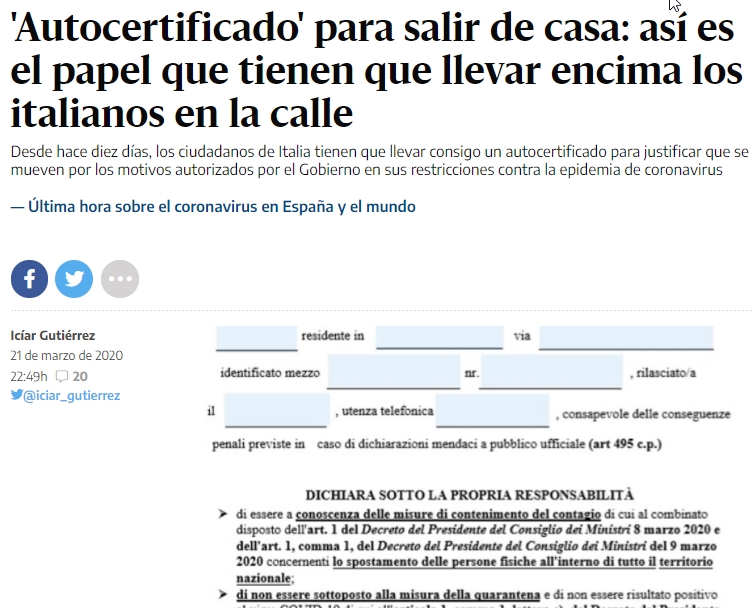 'Autocertificado' para salir de casa: así es
el papel que tienen que llevar encima los
italianos en la calle
Desde hace diez días, los ciudadanos de Italia tienen que llevar consigo un autocertificado para justificar que se
mueven por los motivos autorizados por el Gobierno en sus restricciones contra la epidemia de coronavirus
— Última hora sobre el coronavirus en España y el mundo
Icíar Gutiérrez
21 de marzo de 2020
22:49h 20
@iciar_gutierrez
residente in via
identificato mezzo nr. , rilasciato/a
il , utenza telefonica , consapevole delle conseguenze
penali previste in caso di dichiarazioni mendaci a pubblico ufficiale (art 495 c.p.)
DICHIARA SOTTO LA PROPRIA RESPONSABILITÀ
➤ di essere a conoscenza delle misure di contenimento del contagio di cui al combinato
disposto dell'art. 1 del Decreto del Presidente del Consiglio dei Ministri 8 marzo 2020 e
dell'art. 1, comma 1, del Decreto del Presidente del Consiglio dei Ministri del 9 marzo
2020 concernenti lo spostamento delle persone fisiche all'interno di tutto il territorio
nazionale;
➤ di non essere sottoposto alla misura della quarantena e di non essere risultato positivo